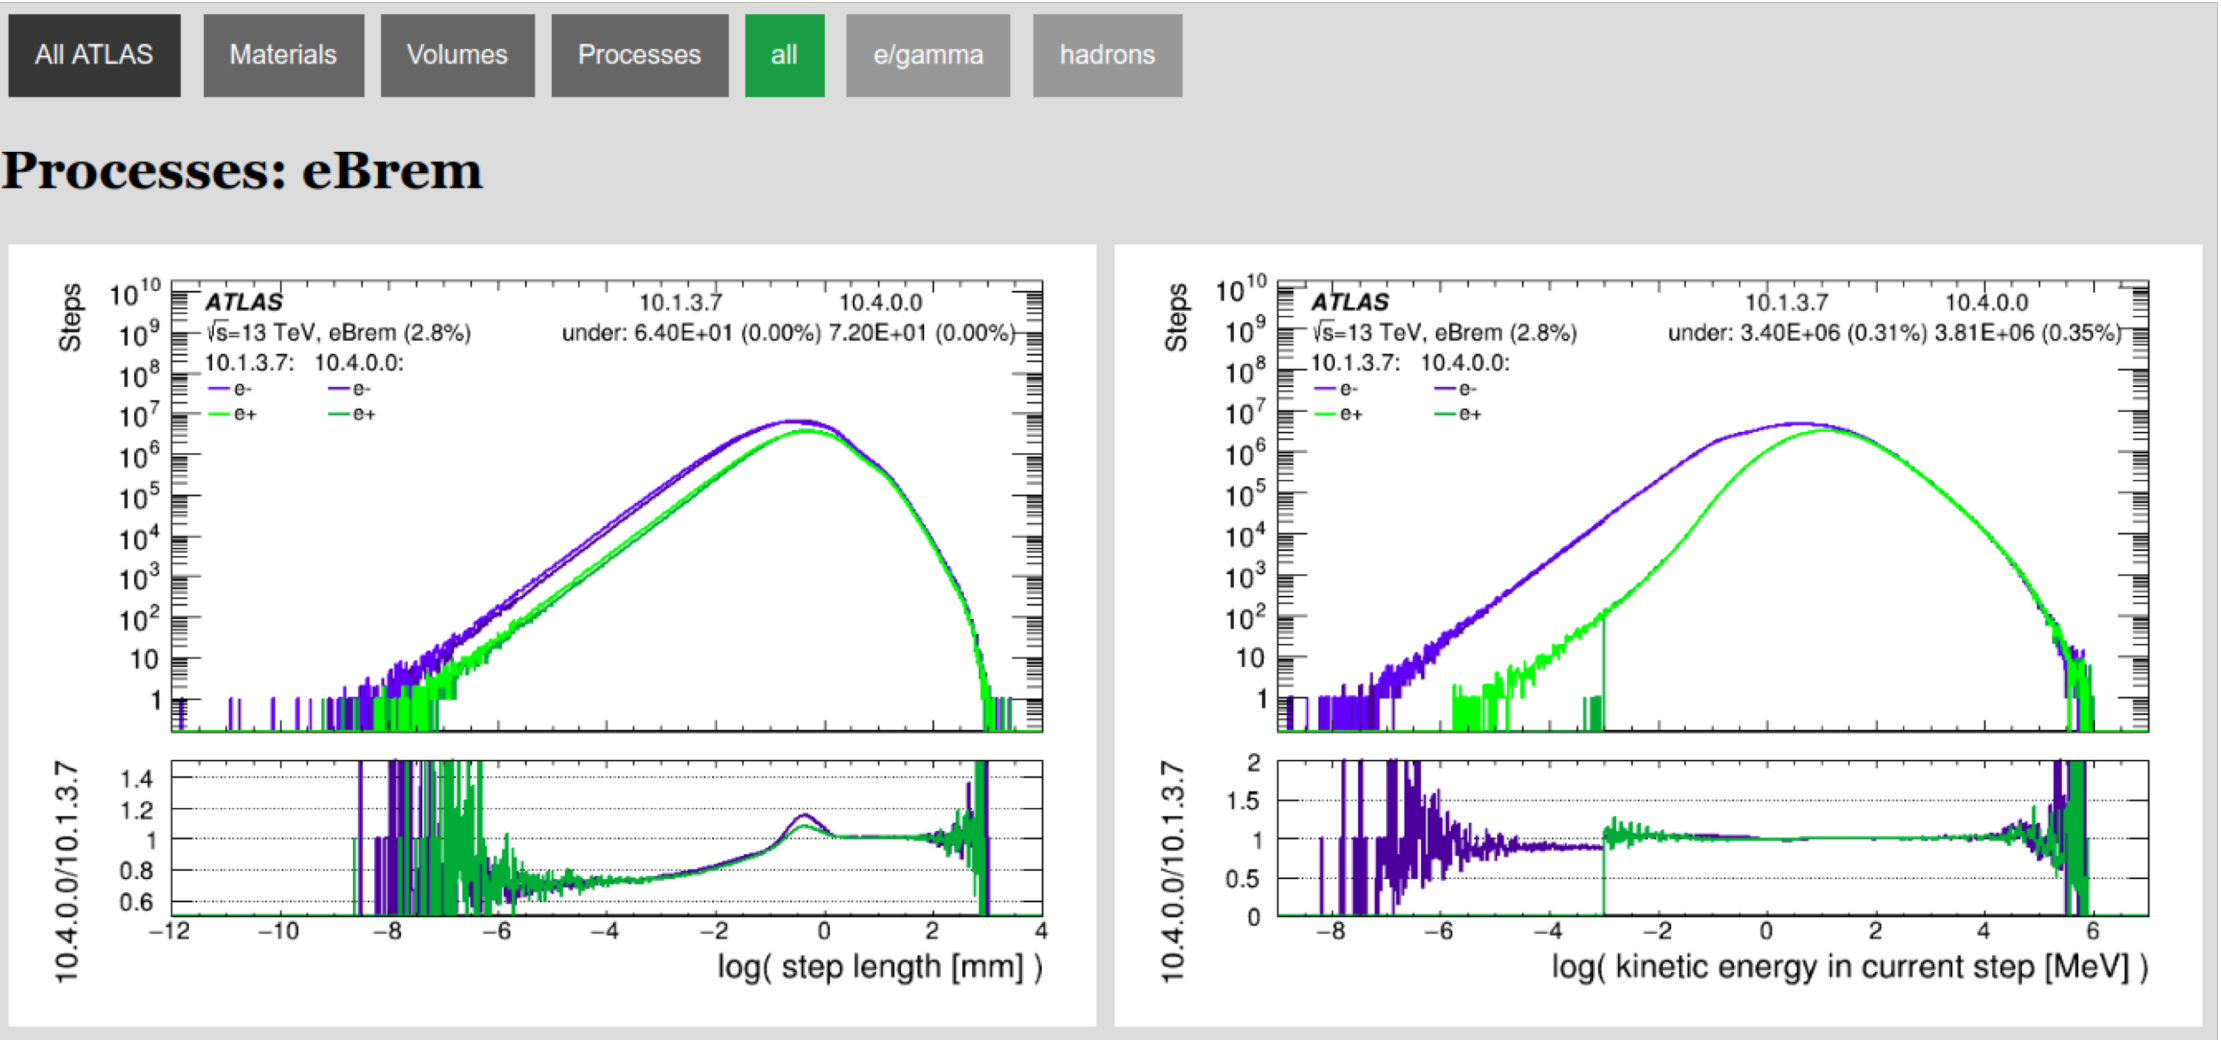 All ATLAS Materials Volumes Processes all e/gamma hadrons
Processes: eBrem
Steps
10^10
10^9
10^8
10^7
10^6
10^5
10^4
10^3
10^2
10
1
ATLAS 10.1.3.7 10.4.0.0
√s=13 TeV, eBrem (2.8%) under: 6.40E+01 (0.00%) 7.20E+01 (0.00%)
10.1.3.7: 10.4.0.0:
e- e-
e+ e+
10.4.0.0/10.1.3.7
1.4
1.2
1
0.8
0.6
−12 −10 −8 −6 −4 −2 0 2 4
log( step length [mm] )
Steps
10^10
10^9
10^8
10^7
10^6
10^5
10^4
10^3
10^2
10
1
ATLAS 10.1.3.7 10.4.0.0
√s=13 TeV, eBrem (2.8%) under: 3.40E+06 (0.31%) 3.81E+06 (0.35%)
10.1.3.7: 10.4.0.0:
e- e-
e+ e+
10.4.0.0/10.1.3.7
2
1.5
1
0.5
0
−8 −6 −4 −2 0 2 4 6
log( kinetic energy in current step [MeV] )